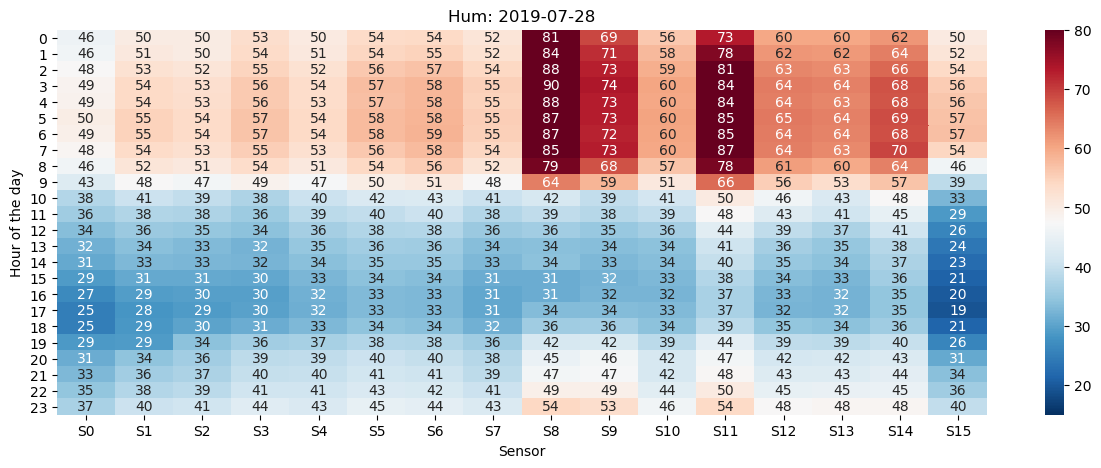 Hum: 2019-07-28
Hour of the day
0 46 50 50 53 50 54 54 52 81 69 56 73 60 60 62 50
1 46 51 50 54 51 54 55 52 84 71 58 78 62 62 64 52
2 48 53 52 55 52 56 57 54 88 73 59 81 63 63 66 54
3 49 54 53 56 54 57 58 55 90 74 60 84 64 64 68 56
4 49 54 53 56 53 57 58 55 88 73 60 84 64 63 68 56
5 50 55 54 57 54 58 58 55 87 73 60 85 65 64 69 57
6 49 55 54 57 54 58 59 55 87 72 60 85 64 64 68 57
7 48 54 53 55 53 56 58 54 85 73 60 87 64 63 70 54
8 46 52 51 54 51 54 56 52 79 68 57 78 61 60 64 46
9 43 48 47 49 47 50 51 48 64 59 51 66 56 53 57 39
10 38 41 39 38 40 42 43 41 42 39 41 50 46 43 48 33
11 36 38 38 36 39 40 40 38 39 38 39 48 43 41 45 29
12 34 36 35 34 36 38 38 36 36 35 36 44 39 37 41 26
13 32 34 33 32 35 36 36 34 34 34 34 41 36 35 38 24
14 31 33 33 32 34 35 35 33 34 33 34 40 35 34 37 23
15 29 31 31 30 33 34 34 31 31 32 33 38 34 33 36 21
16 27 29 30 30 32 33 33 31 31 32 32 37 33 32 35 20
17 25 28 29 30 32 33 33 31 34 34 33 37 32 32 35 19
18 25 29 30 31 33 34 34 32 36 36 34 39 35 34 36 21
19 29 29 34 36 37 38 38 36 42 42 39 44 39 39 40 26
20 31 34 36 39 39 40 40 38 45 46 42 47 42 42 43 31
21 33 36 37 40 40 41 41 39 47 47 42 48 43 43 44 34
22 35 38 39 41 41 43 42 41 49 49 44 50 45 45 45 36
23 37 40 41 44 43 45 44 43 54 53 46 54 48 48 48 40
S0 S1 S2 S3 S4 S5 S6 S7 S8 S9 S10 S11 S12 S13 S14 S15
Sensor
80
70
60
50
40
30
20